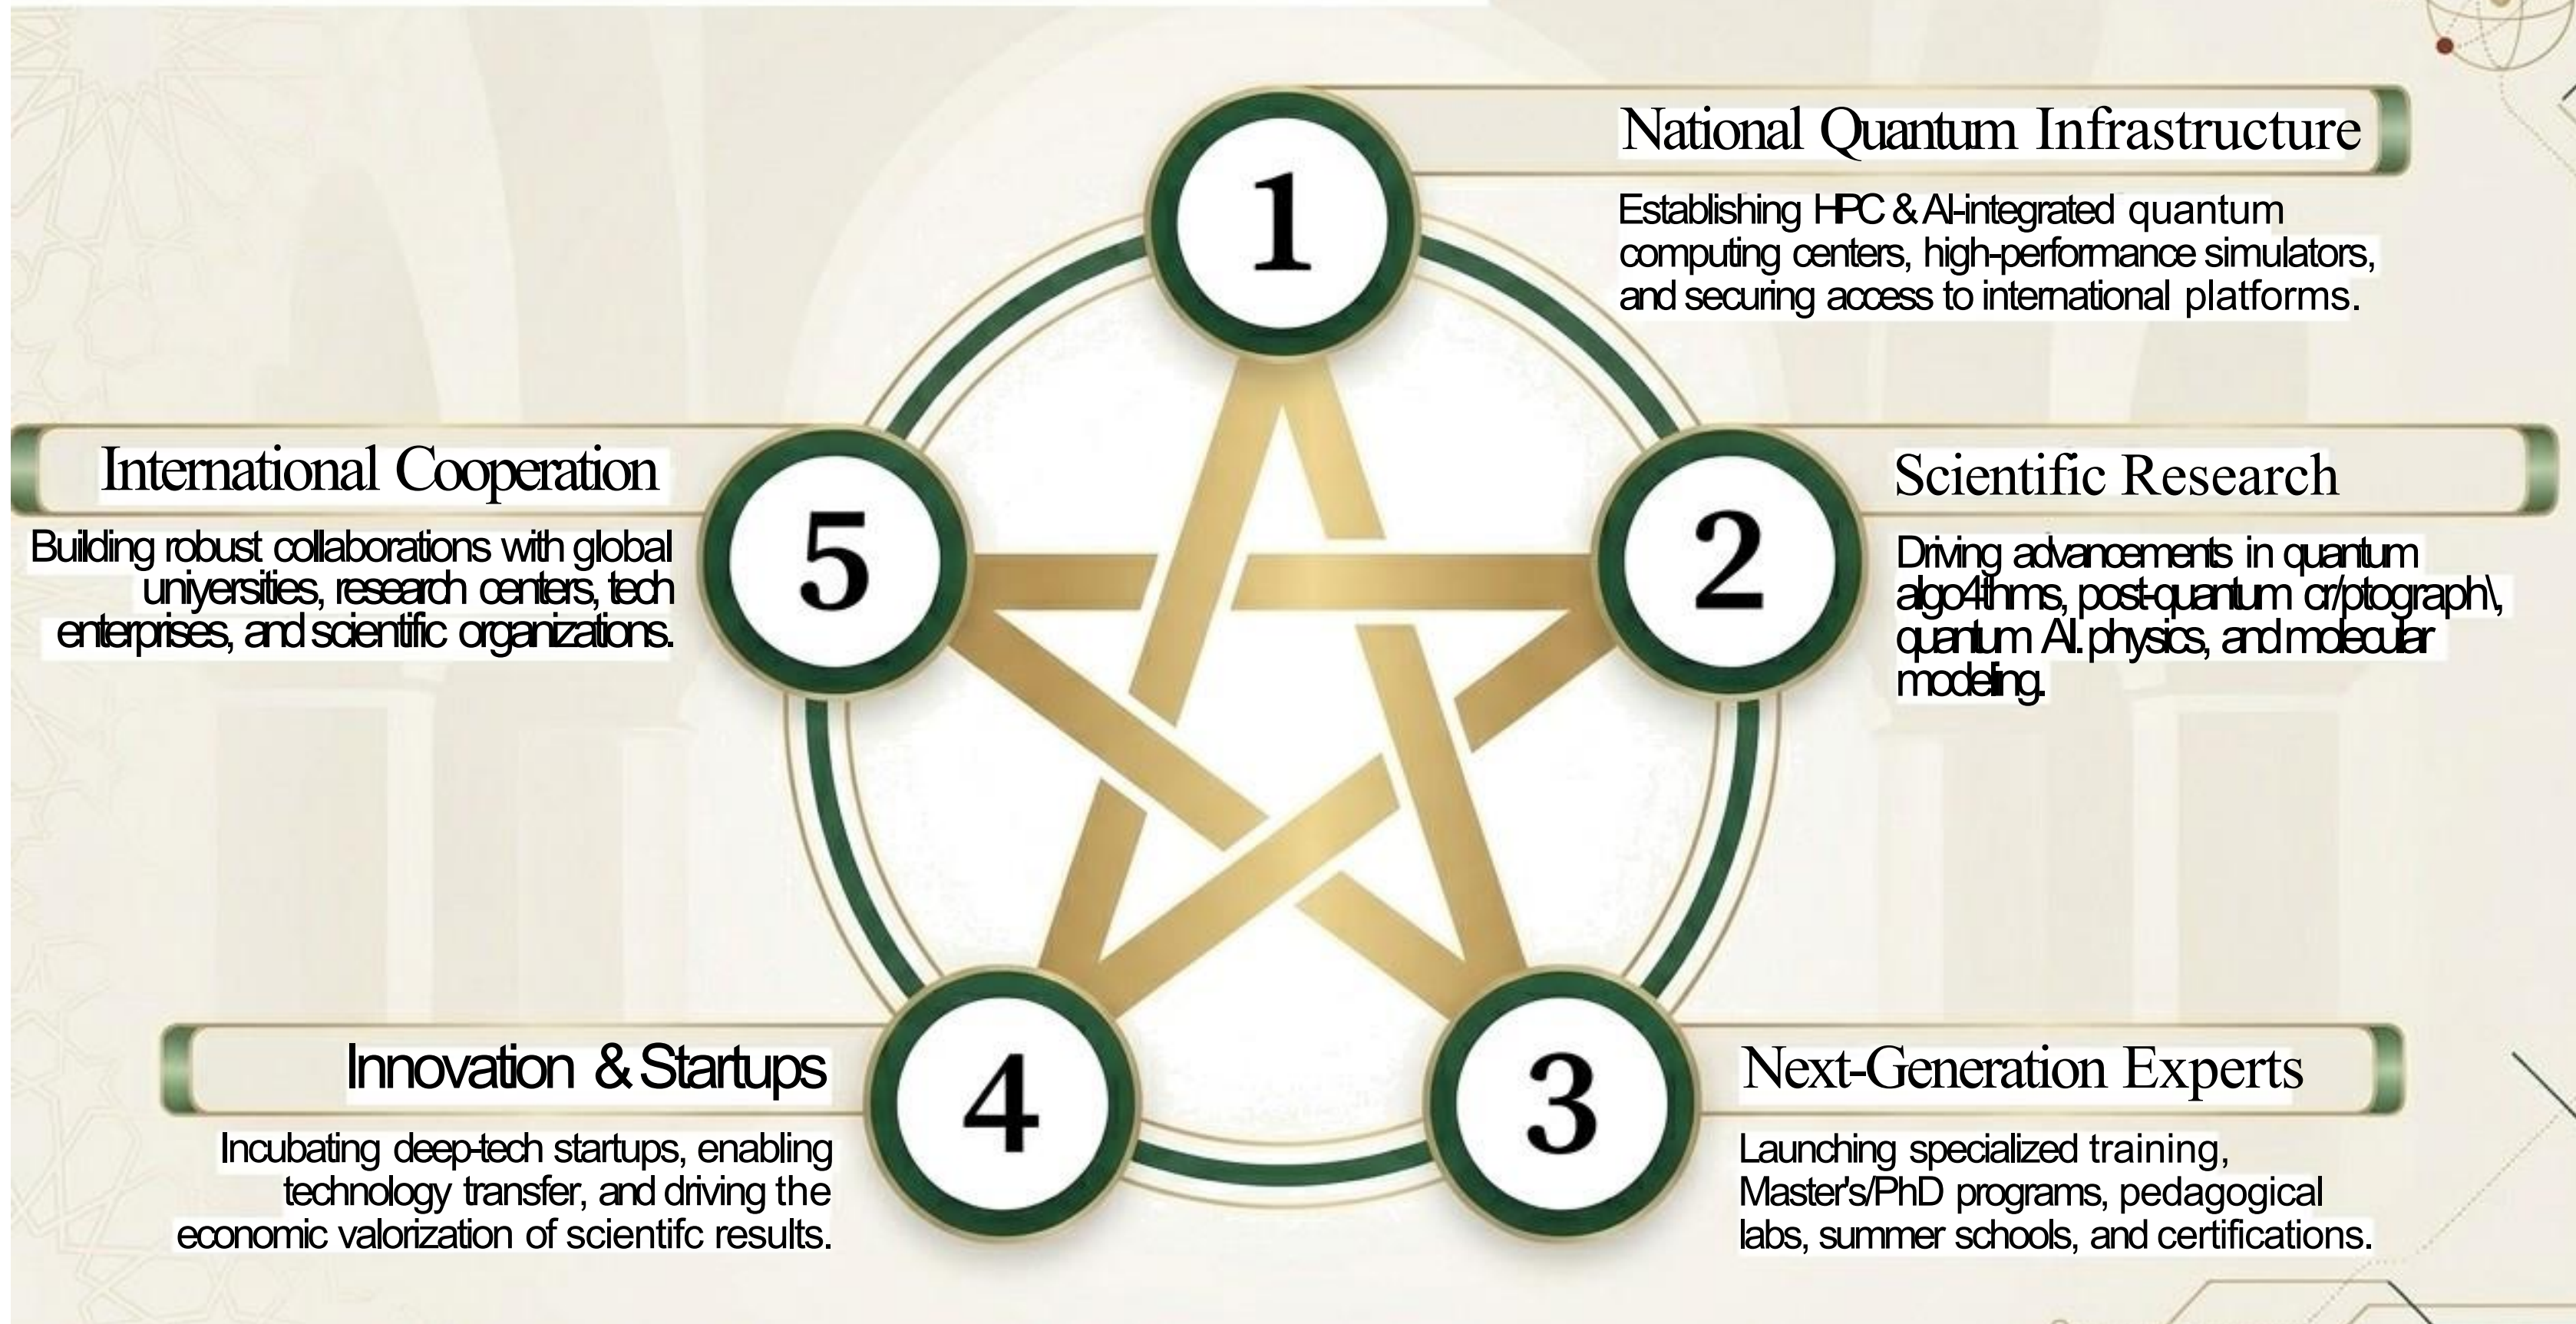 1
National Quantum Infrastructure
Establishing HPC & AI-integrated quantum
computing centers, high-performance simulators,
and securing access to international platforms.
2
Scientific Research
Driving advancements in quantum
algo4thms, post-quantum cr/ptograph\,
quantum AI. physics, and molecular
modeling.
3
Next-Generation Experts
Launching specialized training,
Master's/PhD programs, pedagogical
labs, summer schools, and certifications.
4
Innovation & Startups
Incubating deep-tech startups, enabling
technology transfer, and driving the
economic valorization of scientifc results.
5
International Cooperation
Building robust collaborations with global
uniyersities, research centers, tech
enterprises, and scientific organizations.